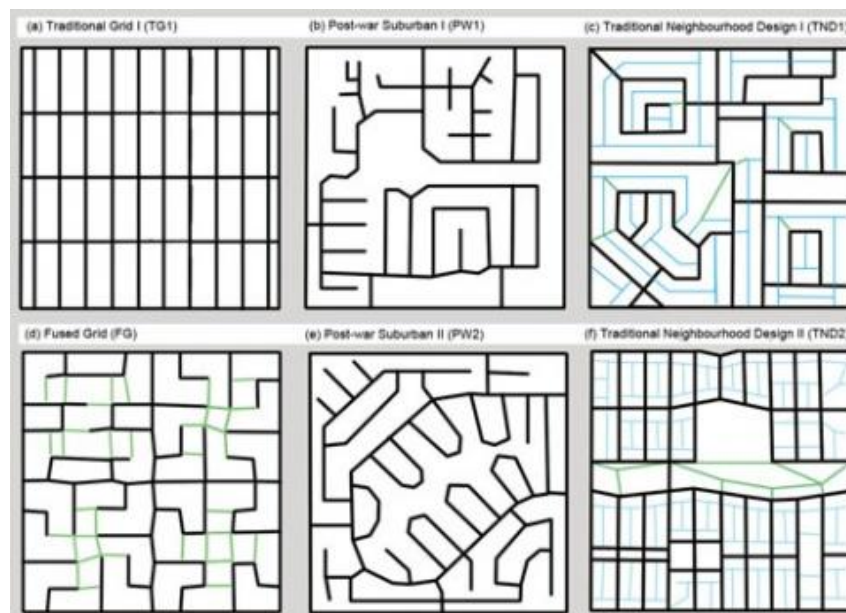 (a) Traditional Grid I (TG1)
(b) Post-war Suburban I (PW1)
(c) Traditional Neighbourhood Design I (TND1)
(d) Fused Grid (FG)
(e) Post-war Suburban II (PW2)
(f) Traditional Neighbourhood Design II (TND2